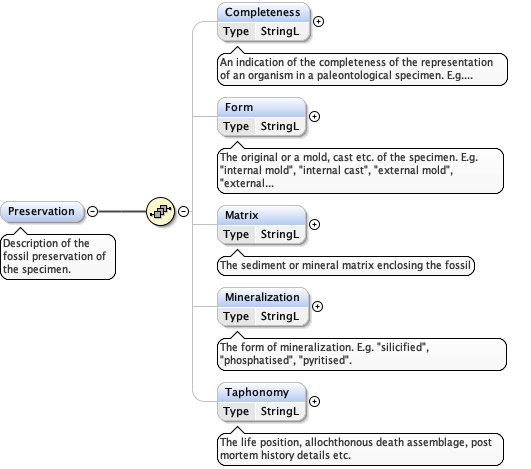 Completeness
Type StringL
An indication of the completeness of the representation
of an organism in a paleontological specimen. E.g....
Form
Type StringL
The original or a mold, cast etc. of the specimen. E.g.
"internal mold", "internal cast", "external mold",
"external...
Preservation
Description of the
fossil preservation of
the specimen.
Matrix
Type StringL
The sediment or mineral matrix enclosing the fossil
Mineralization
Type StringL
The form of mineralization. E.g. "silicified",
"phosphatised", "pyritised".
Taphonomy
Type StringL
The life position, allochthonous death assemblage, post
mortem history details etc.